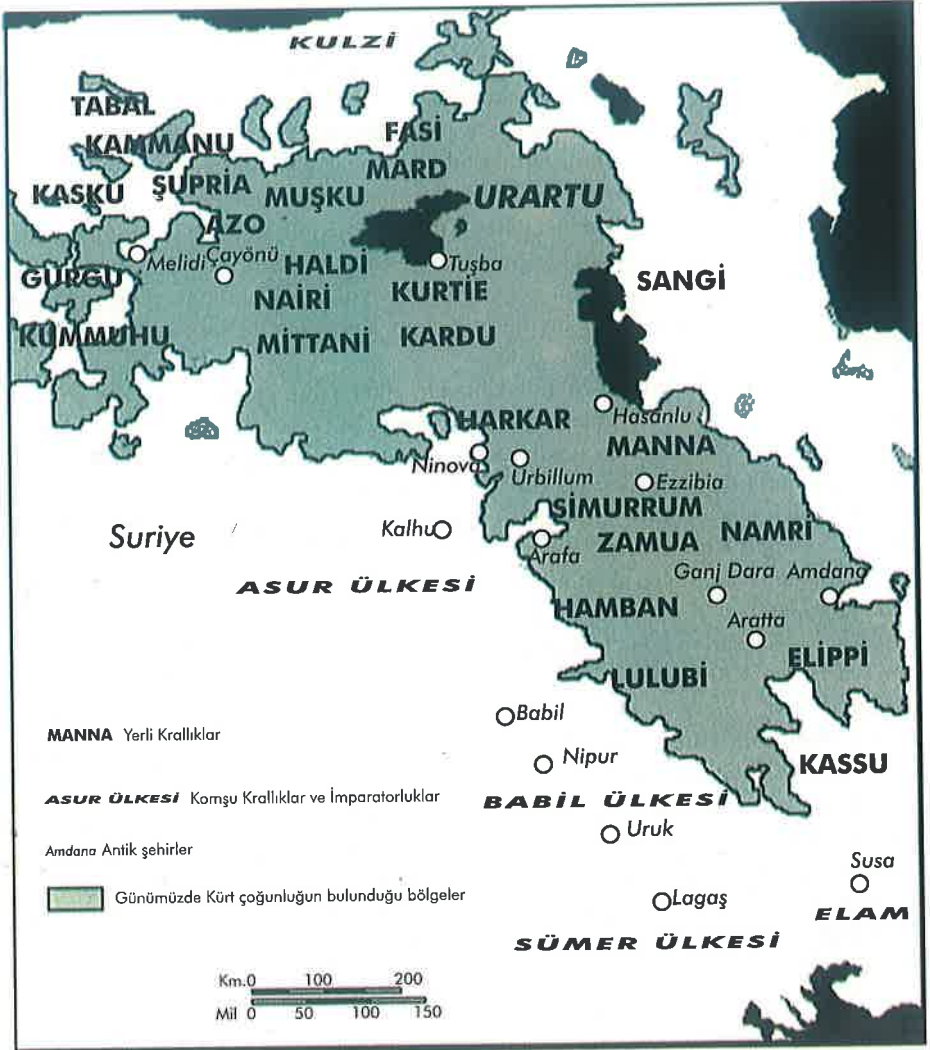 KULZİ
TABAL
KAMMANU
FASİ
MARD
KASKU
ŞUPRİA
MUŞKU
URARTU
AZO
Melidi
Çayönü
HALDİ
Tuşba
GURGU
NAIRİ
KURTİE
SANGİ
KUMMUHU
MİTTANİ
KARDU
HARKAR
Hasanlu
MANNA
Ninova
Urbillum
Ezzibia
SİMURRUM
Suriye
Kalhu
Arafa
ZAMUA
NAMRİ
ASUR ÜLKESİ
Ganj Dara
Amdana
HAMBAN
Aratta
ELİPPİ
LULUBİ
Babil
MANNA Yerli Krallıklar
Nipur
KASSU
ASUR ÜLKESİ Komşu Krallıklar ve İmparatorluklar
BABİL ÜLKESİ
Uruk
Amdana Antik şehirler
Susa
Günümüzde Kürt çoğunluğun bulunduğu bölgeler
Lagaş
ELAM
SÜMER ÜLKESİ
Km.0 100 200
Mil 0 50 100 150